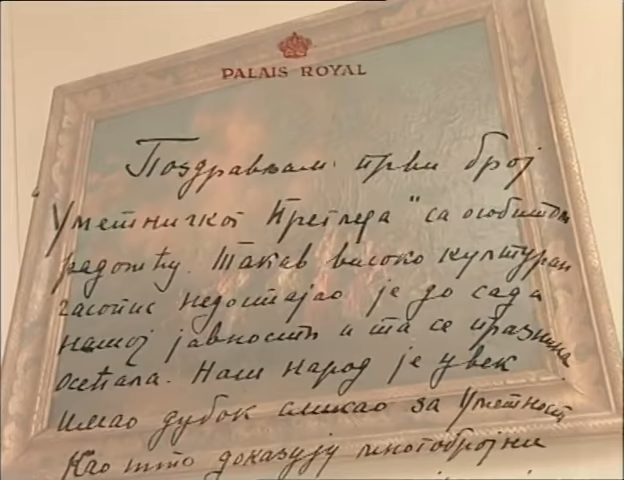 PALAIS ROYAL
Поздрављам први број
Уметничког Прегледа" са особитом
радошћу. Такав високо културан
часопис недостајао је до сада
нашој јавности и та се празнина
осећала. Наш народ је увек
имао дубок смисао за Уметност
Као што доказују многобројни